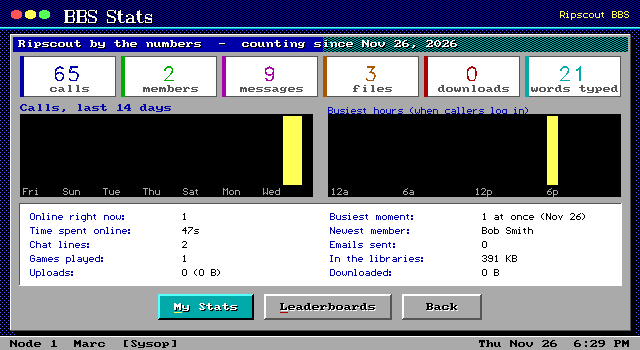 BBS Stats
Ripscout BBS
Ripscout by the numbers - counting since Nov 26, 2026
65 2 9 3 0 21
calls members messages files downloads words typed
Calls, last 14 days
Busiest hours (when callers log in)
Fri Sun Tue Thu Sat Mon Wed
12a 6a 12p 6p
Online right now: 1
Time spent online: 47s
Chat lines: 2
Games played: 1
Uploads: 0 (0 B)
Busiest moment: 1 at once (Nov 26)
Newest member: Bob Smith
Emails sent: 0
In the libraries: 391 KB
Downloaded: 0 B
My Stats Leaderboards Back
Node 1 Marc [Sysop] Thu Nov 26 6:29 PM